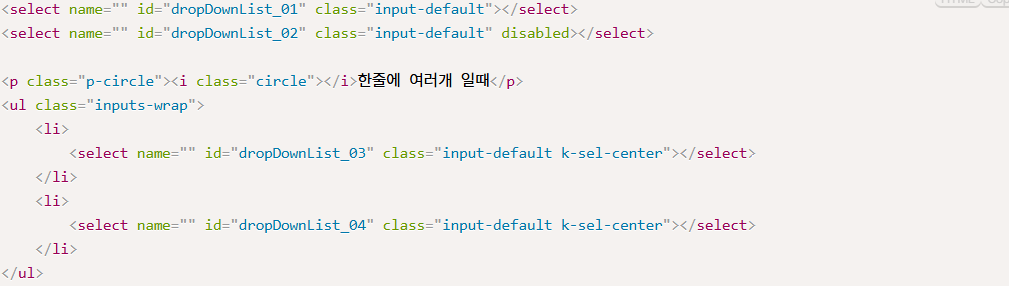 <select name="" id="dropDownList_01" class="input-default"></select>
<select name="" id="dropDownList_02" class="input-default" disabled></select>
<p class="p-circle"><i class="circle"></i>한줄에 여러개 일때</p>
<ul class="inputs-wrap">
    <li>
        <select name="" id="dropDownList_03" class="input-default k-sel-center"></select>
    </li>
    <li>
        <select name="" id="dropDownList_04" class="input-default k-sel-center"></select>
    </li>
</ul>